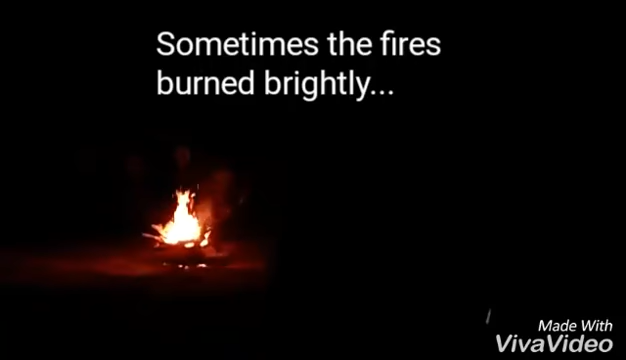 Sometimes the fires
burned brightly...
Made With
VivaVideo